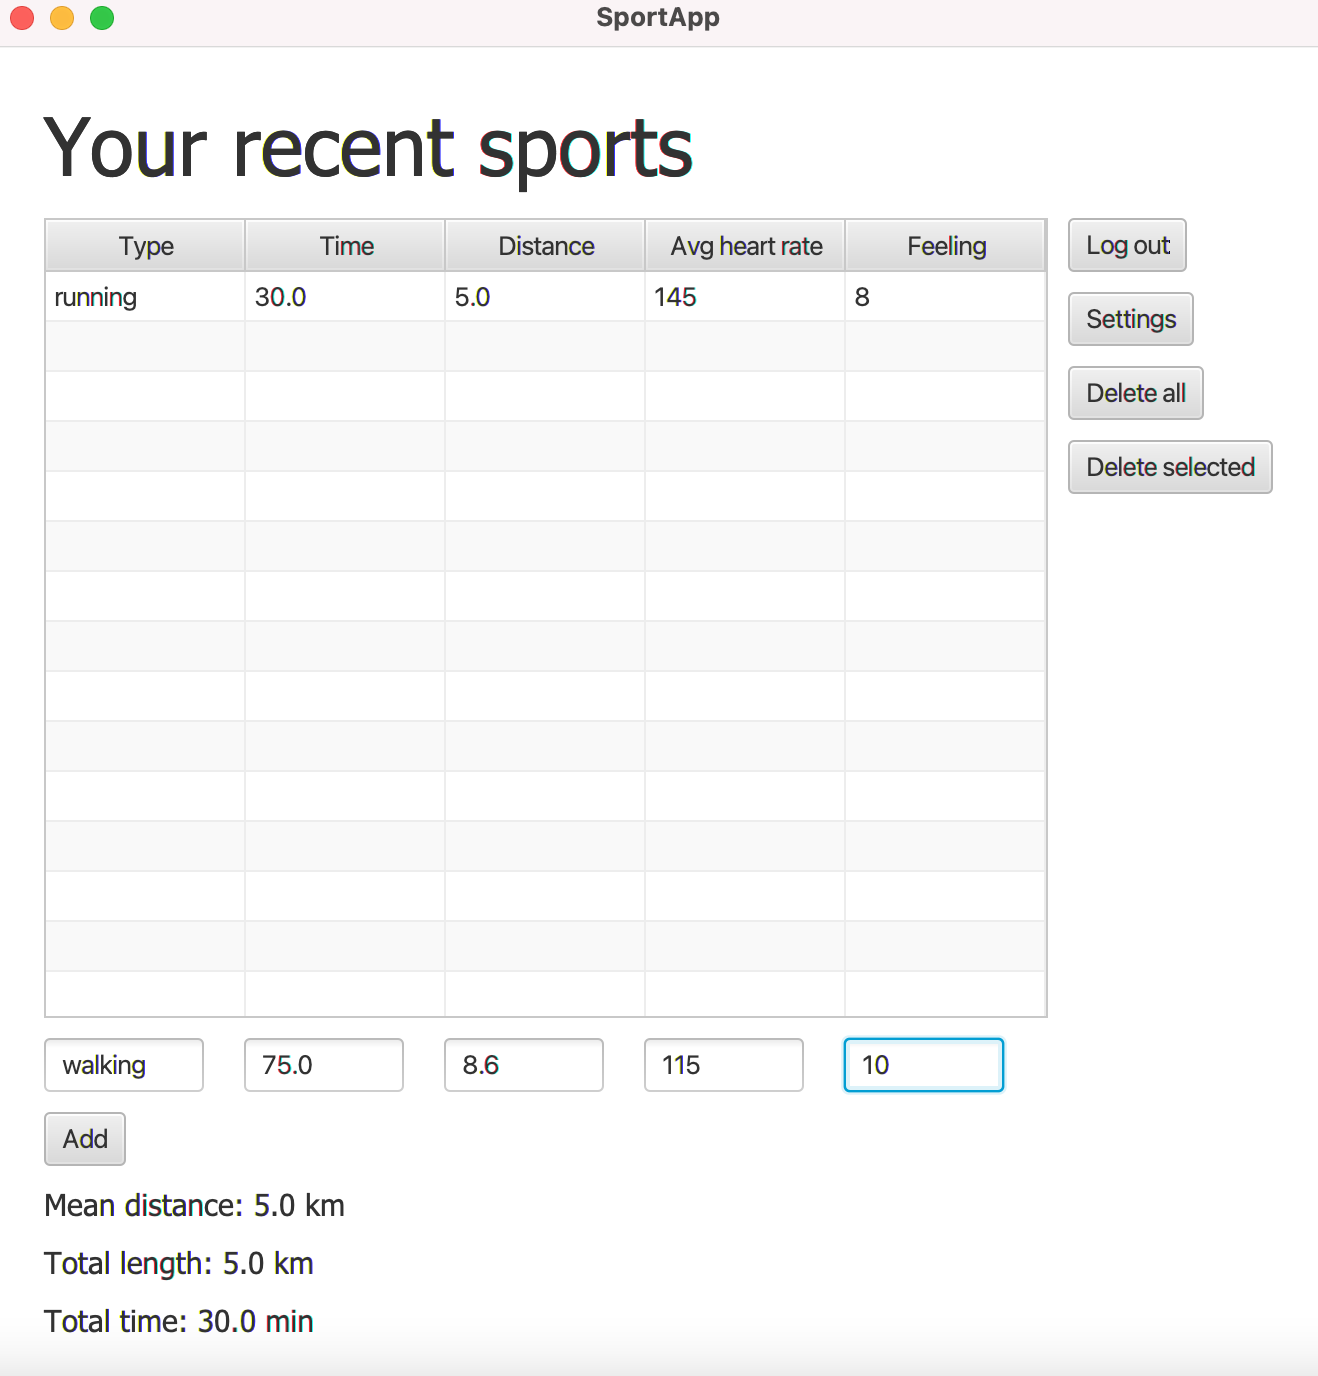 SportApp
Your recent sports
Type Time Distance Avg heart rate Feeling
running 30.0 5.0 145 8
Log out
Settings
Delete all
Delete selected
walking 75.0 8.6 115 10
Add
Mean distance: 5.0 km
Total length: 5.0 km
Total time: 30.0 min